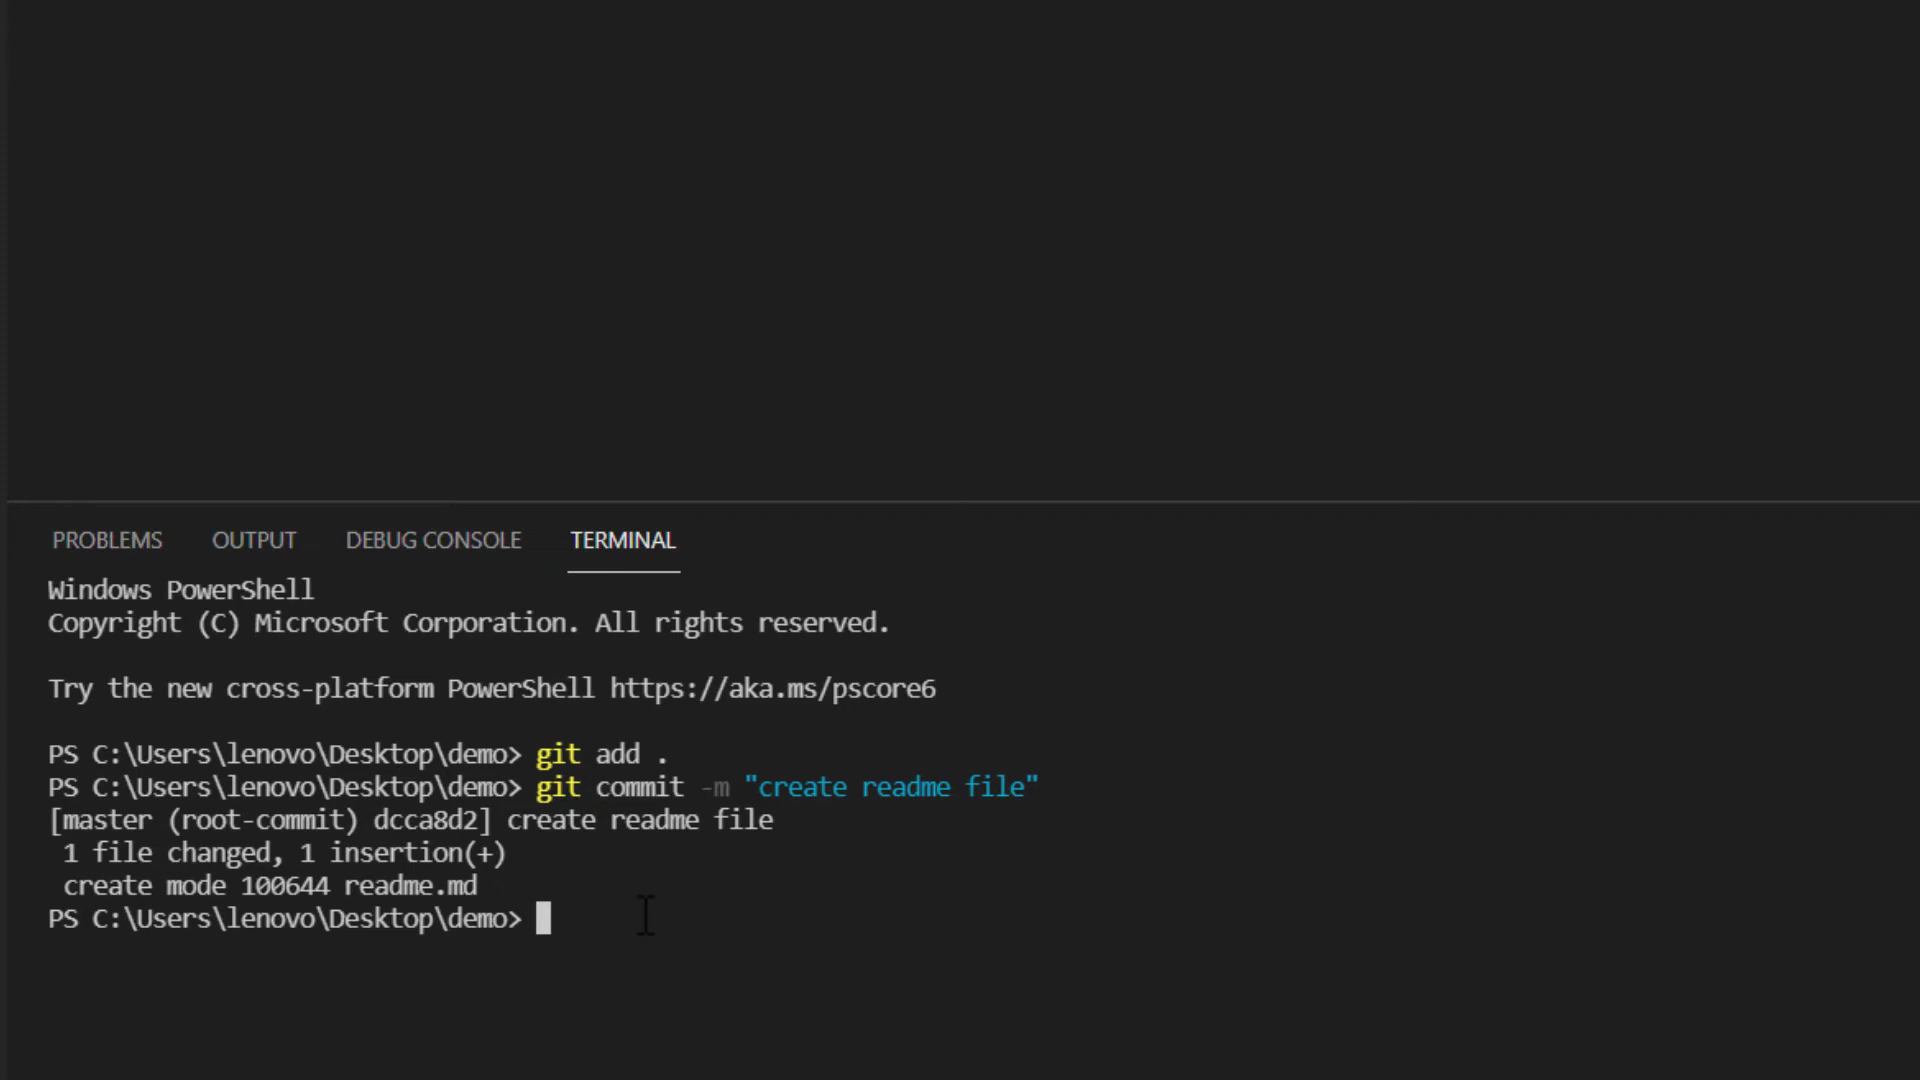 PROBLEMS OUTPUT DEBUG CONSOLE TERMINAL
Windows PowerShell
Copyright (C) Microsoft Corporation. All rights reserved.
Try the new cross-platform PowerShell https://aka.ms/pscore6
PS C:\Users\lenovo\Desktop\demo> git add .
PS C:\Users\lenovo\Desktop\demo> git commit -m "create readme file"
[master (root-commit) dcca8d2] create readme file
1 file changed, 1 insertion(+)
create mode 100644 readme.md
PS C:\Users\lenovo\Desktop\demo>